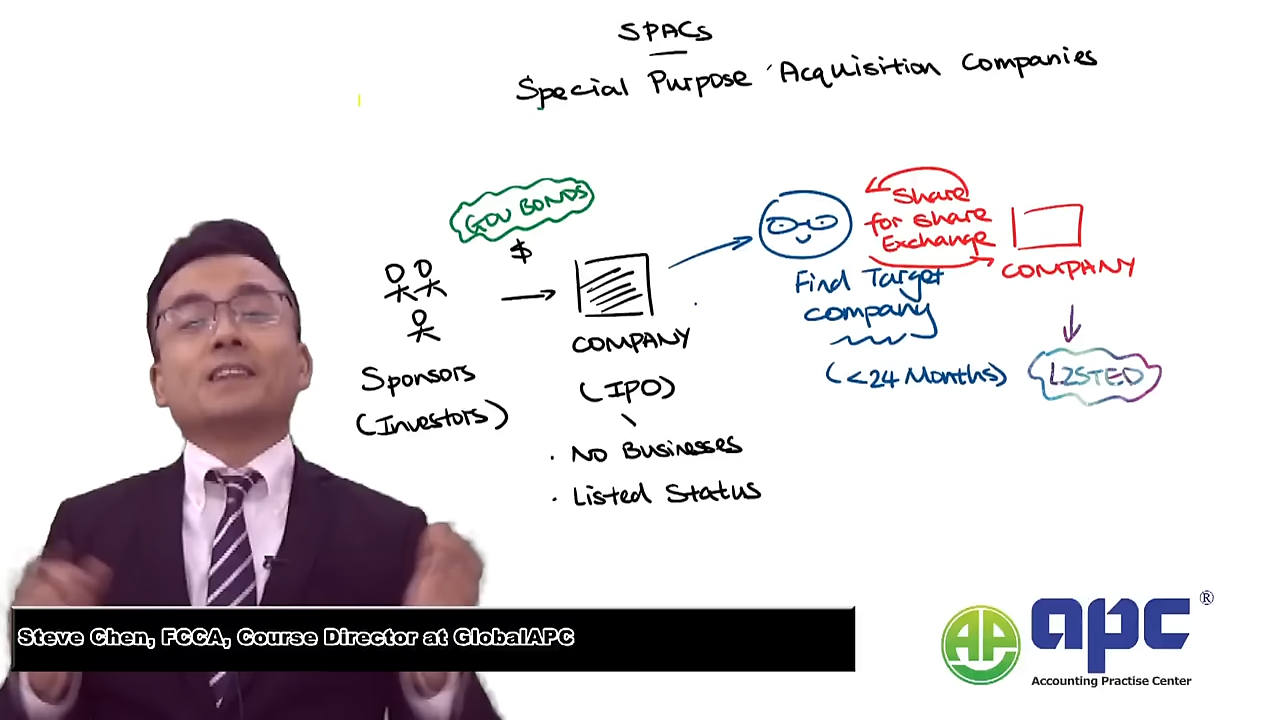 SPACs
Special Purpose Acquisition Companies
GOV BONDS
$
Sponsors
(Investors)
COMPANY
(IPO)
· No Businesses
· Listed Status
Find Target
company
(<24 Months)
Share
for share
Exchange
COMPANY
LISTED
Steve Chen, FCCA, Course Director at GlobalAPC
AP
apc®
Accounting Practise Center